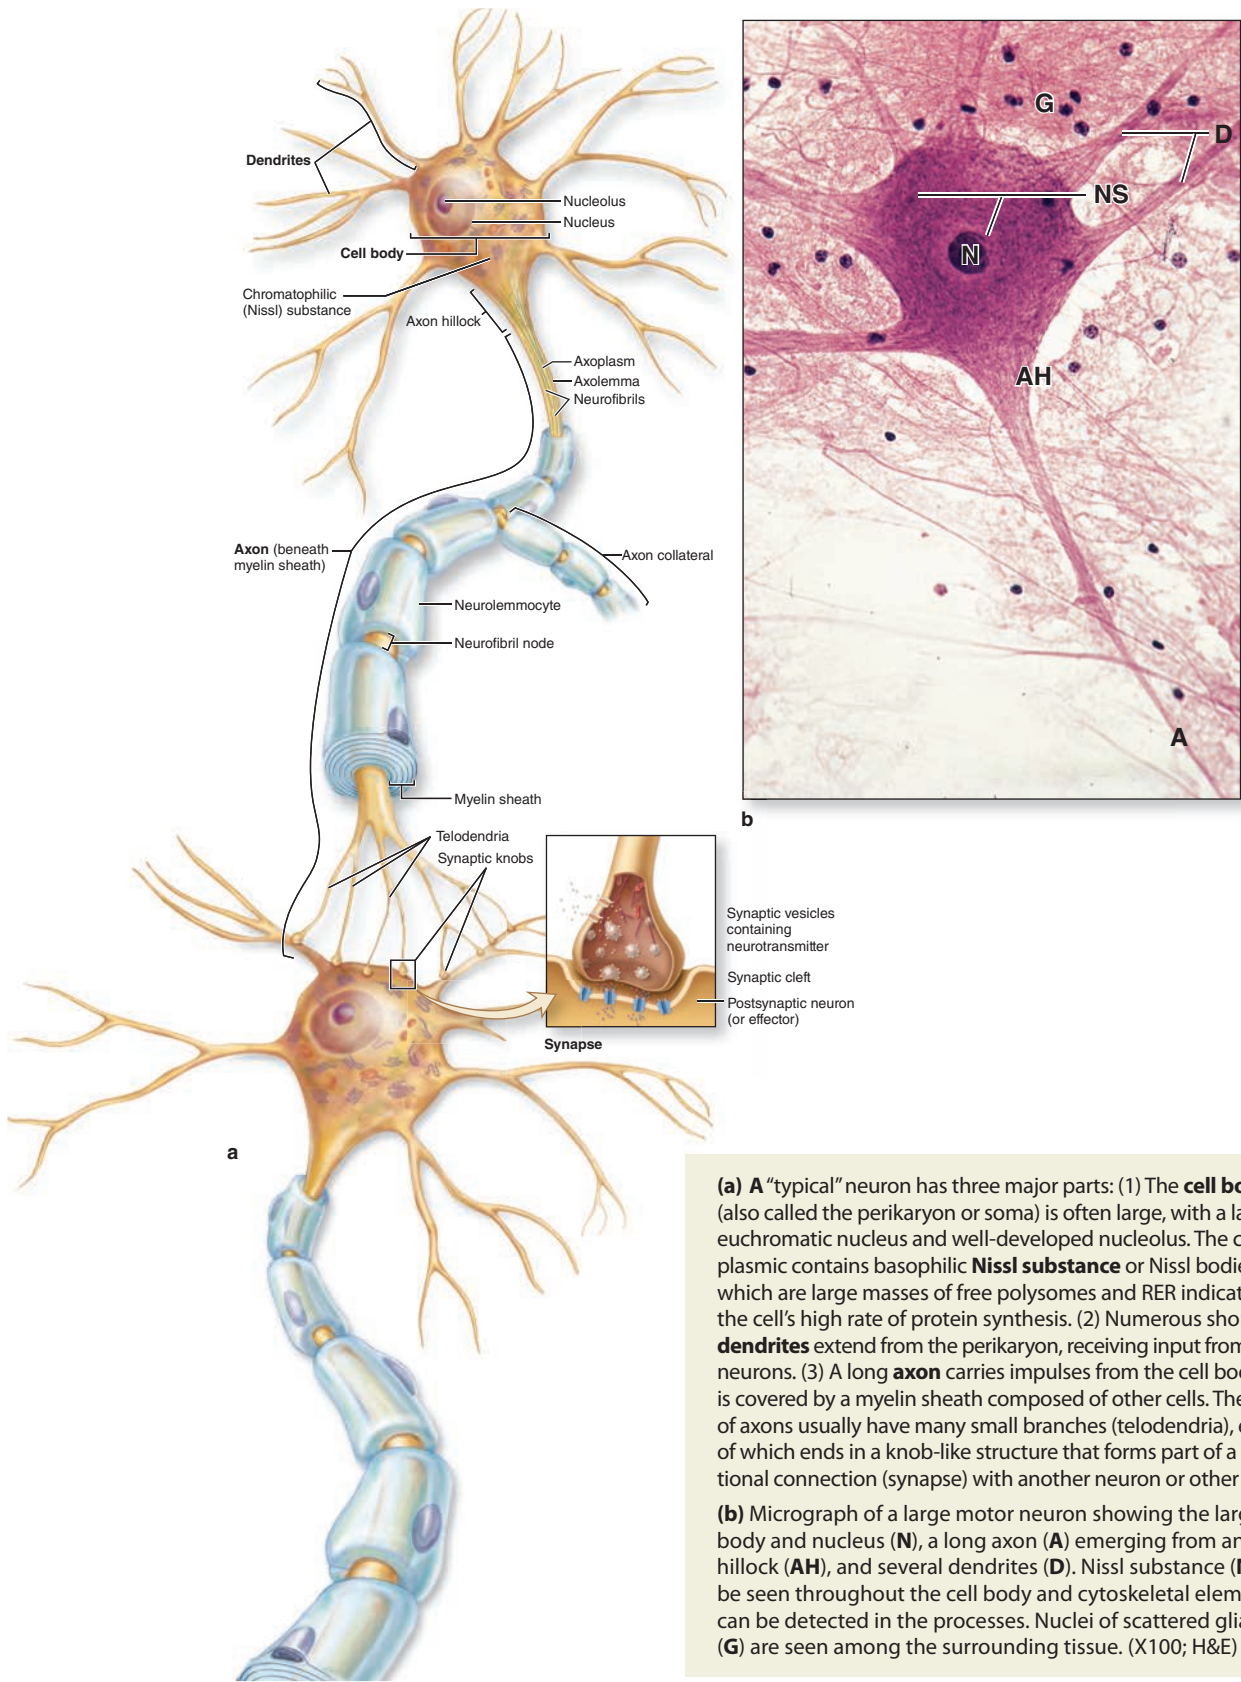 Dendrites
Nucleolus
Nucleus
Cell body
Chromatophilic
(Nissl) substance
Axon hillock
Axoplasm
Axolemma
Neurofibrils
Axon (beneath
myelin sheath)
Axon collateral
Neurolemmocyte
Neurofibril node
Myelin sheath
Telodendria
Synaptic knobs
Synaptic vesicles
containing
neurotransmitter
Synaptic cleft
Postsynaptic neuron
(or effector)
Synapse
a
G
D
NS
N
AH
A
b
(a) A “typical” neuron has three major parts: (1) The cell
(also called the perikaryon or soma) is often large, with a
euchromatic nucleus and well-developed nucleolus. The
plasmic contains basophilic Nissl substance or Nissl
which are large masses of free polysomes and RER
the cell’s high rate of protein synthesis. (2) Numerous
dendrites extend from the perikaryon, receiving input from
neurons. (3) A long axon carries impulses from the cell
is covered by a myelin sheath composed of other cells. The
of axons usually have many small branches (telodendria),
of which ends in a knob-like structure that forms part of a
tional connection (synapse) with another neuron or other
(b) Micrograph of a large motor neuron showing the
body and nucleus (N), a long axon (A) emerging from
hillock (AH), and several dendrites (D). Nissl substance
be seen throughout the cell body and cytoskeletal
can be detected in the processes. Nuclei of scattered
(G) are seen among the surrounding tissue. (X100; H&E)